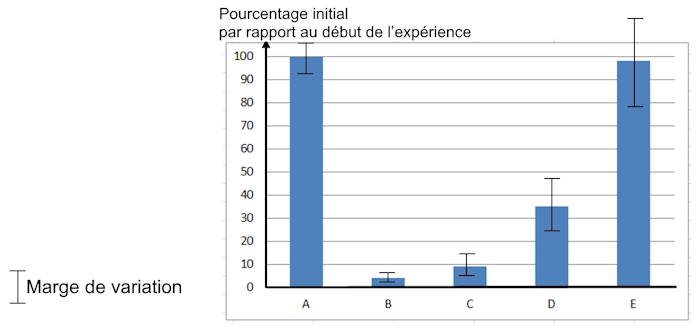 Pourcentage initial
par rapport au début de l’expérience
100
90
80
70
60
50
40
30
20
10
0
A B C D E
Marge de variation